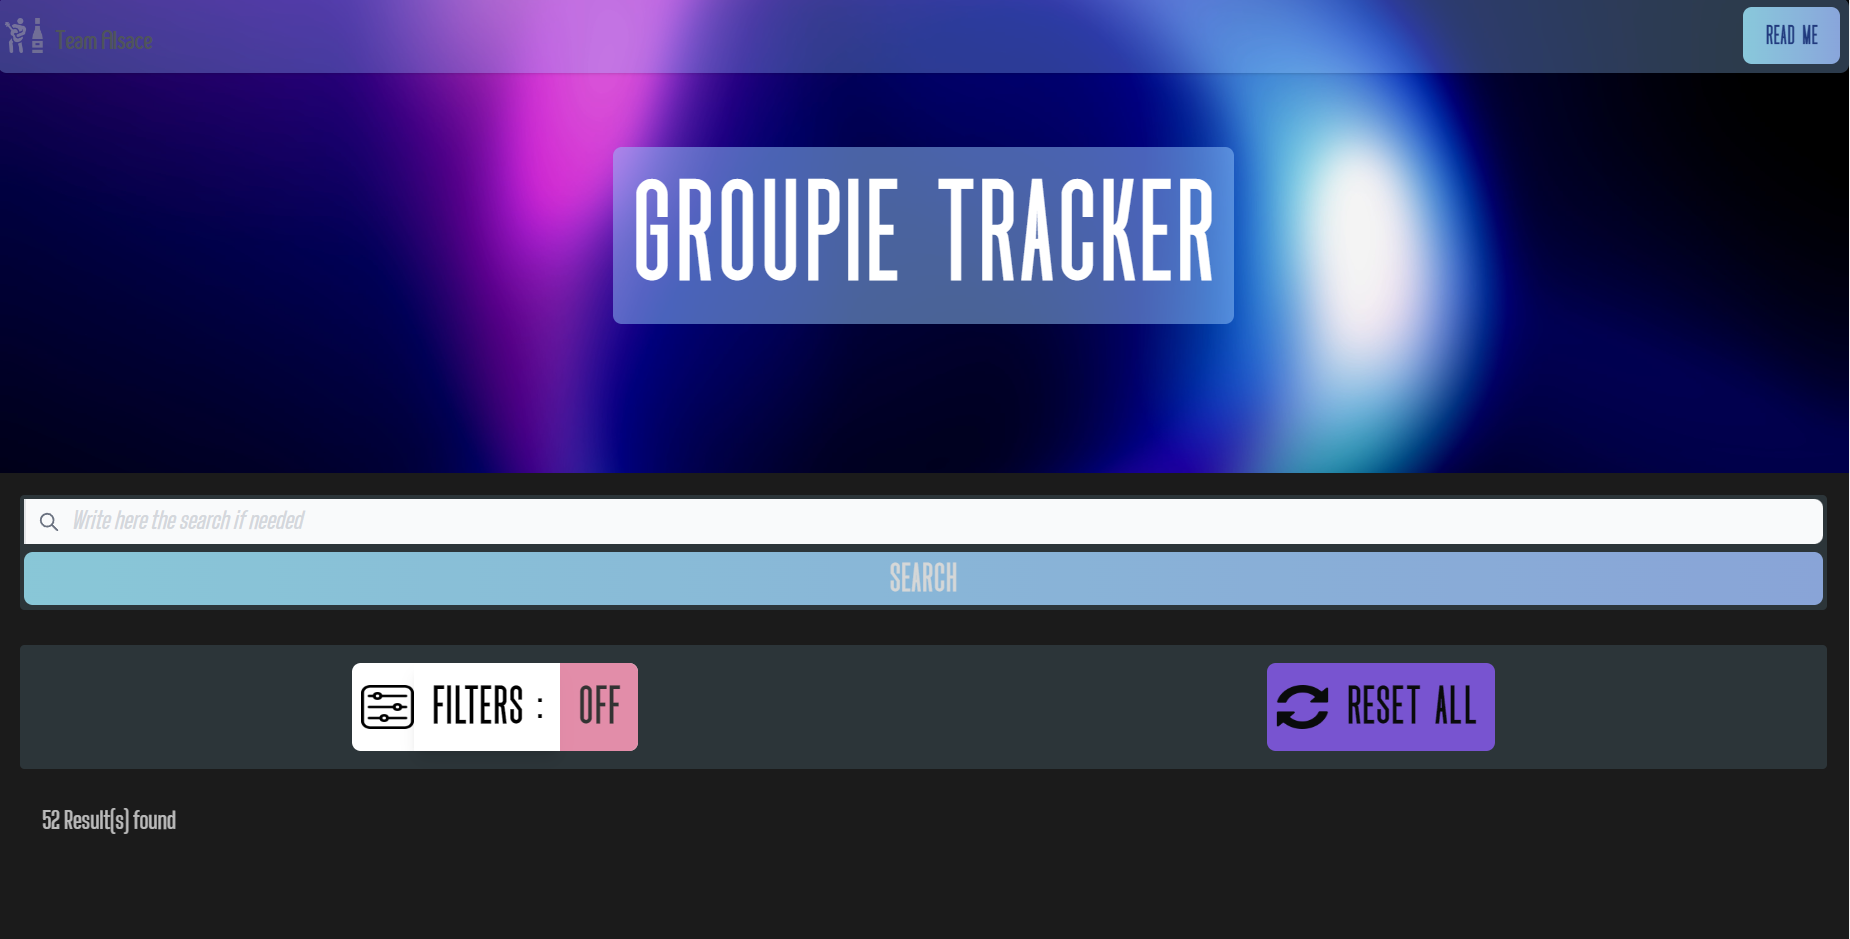 Team Alsace
READ ME
GROUPIE TRACKER
Write here the search if needed
SEARCH
FILTERS : OFF
RESET ALL
52 Result(s) found